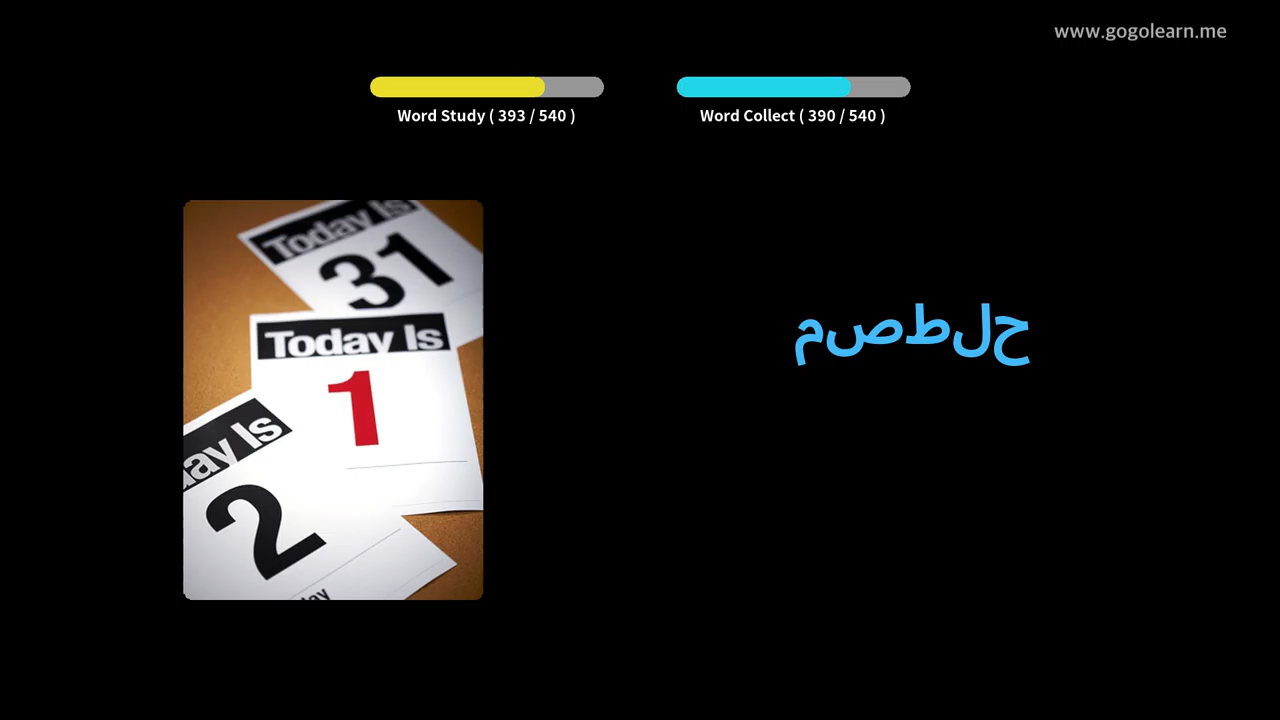 www.gogolearn.me
Word Study ( 393 / 540 )
Word Collect ( 390 / 540 )
Today Is
31
Today Is
1
ay Is
2
مصطلح